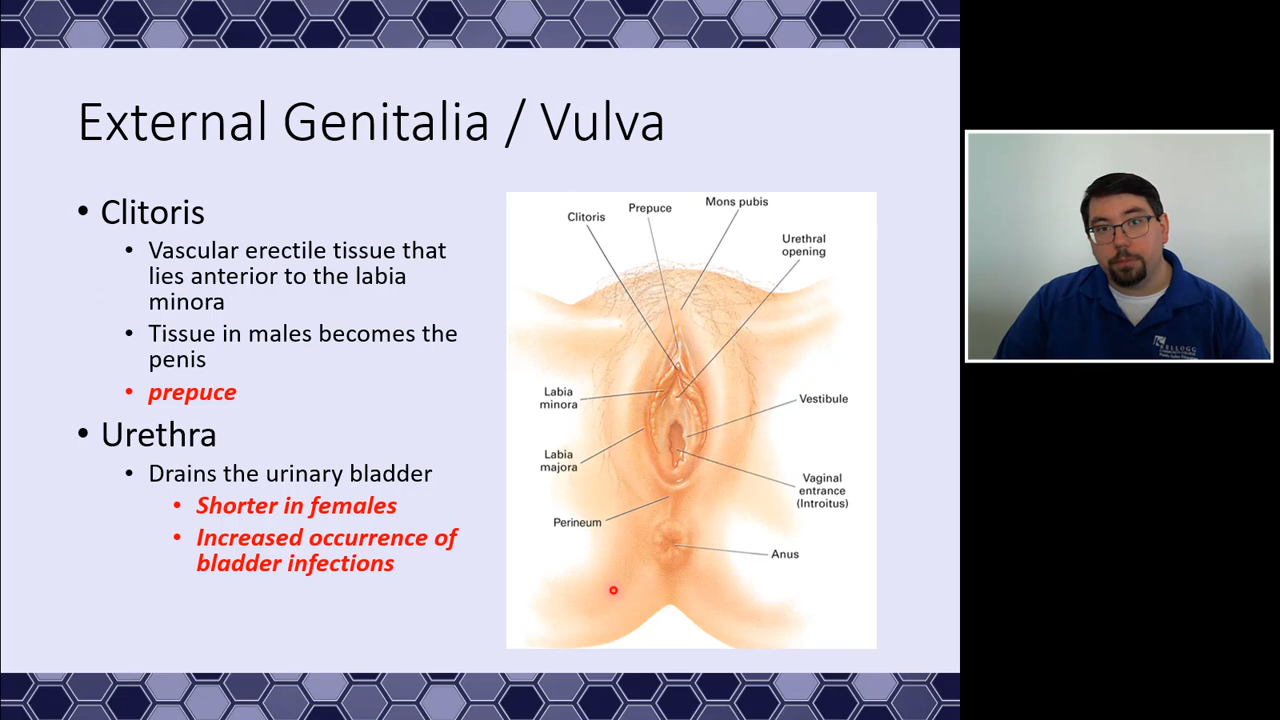 External Genitalia / Vulva
• Clitoris
• Vascular erectile tissue that
lies anterior to the labia
minora
• Tissue in males becomes the
penis
• prepuce
• Urethra
• Drains the urinary bladder
• Shorter in females
• Increased occurrence of
bladder infections
Clitoris
Prepuce
Mons pubis
Urethral
opening
Labia
minora
Vestibule
Labia
majora
Vaginal
entrance
(Introitus)
Perineum
Anus
KELLOGG